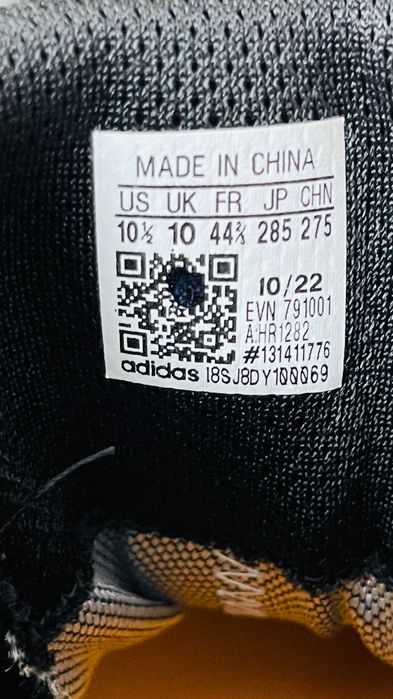 MADE IN CHINA
US UK FR JP CHN
10½ 10 44⅔ 285 275
10/22
EVN 791001
A:HR1282
#131411776
adidas I8SJ8DY100069